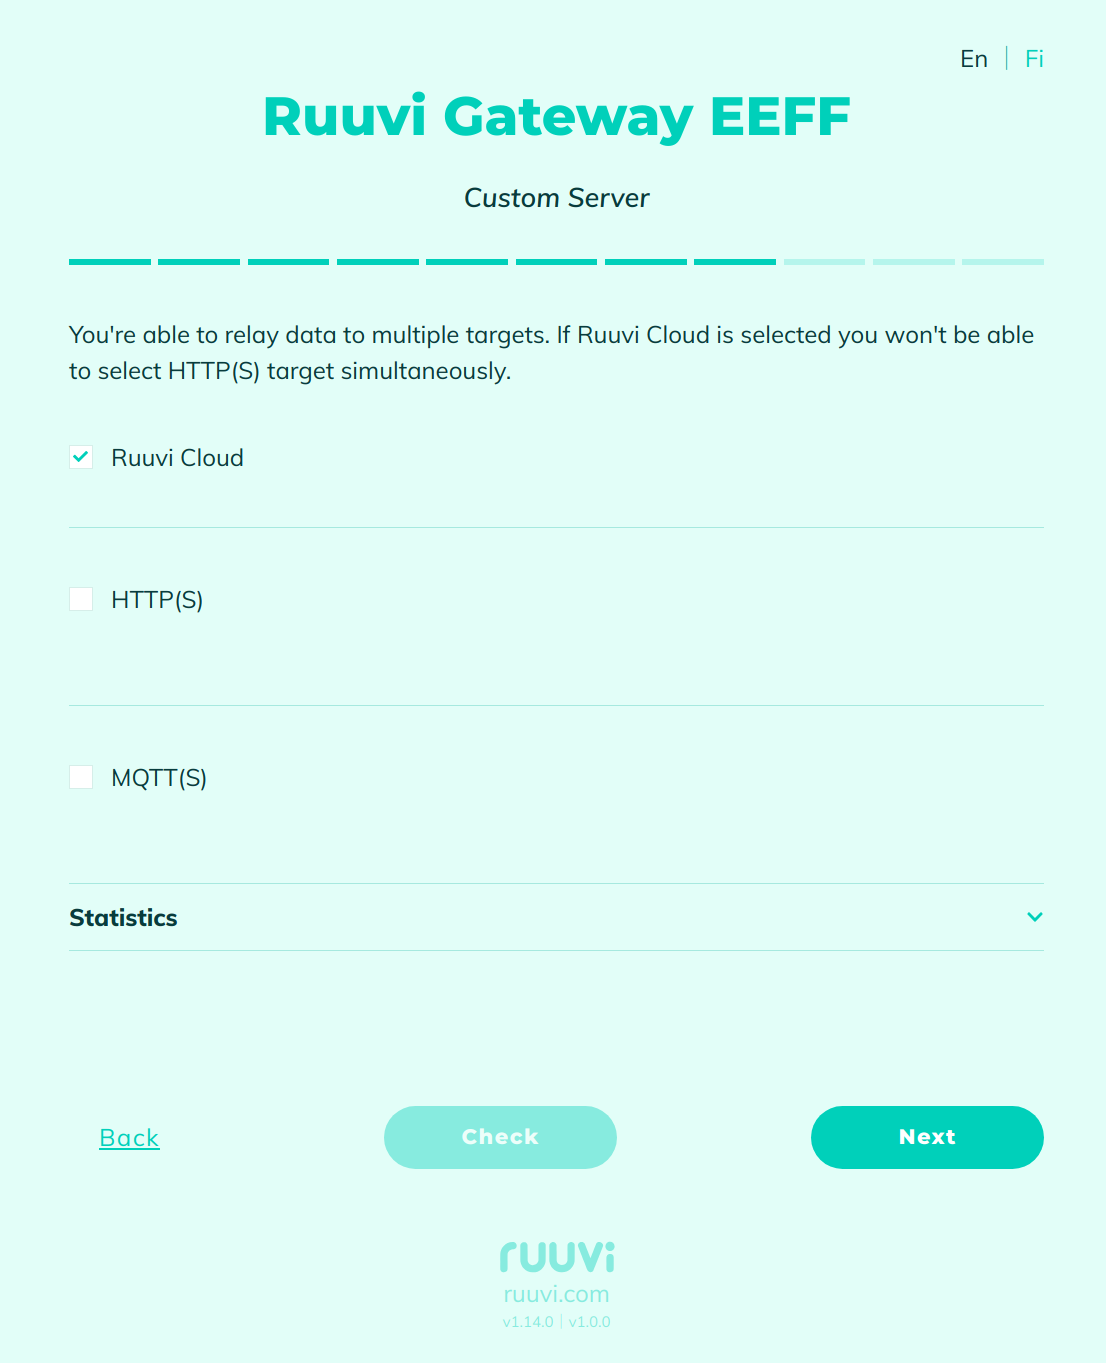 En | Fi
Ruuvi Gateway EEFF
Custom Server
You're able to relay data to multiple targets. If Ruuvi Cloud is selected you won't be able
to select HTTP(S) target simultaneously.
Ruuvi Cloud
HTTP(S)
MQTT(S)
Statistics
Back
Check
Next
ruuvi
ruuvi.com
v1.14.0 | v1.0.0